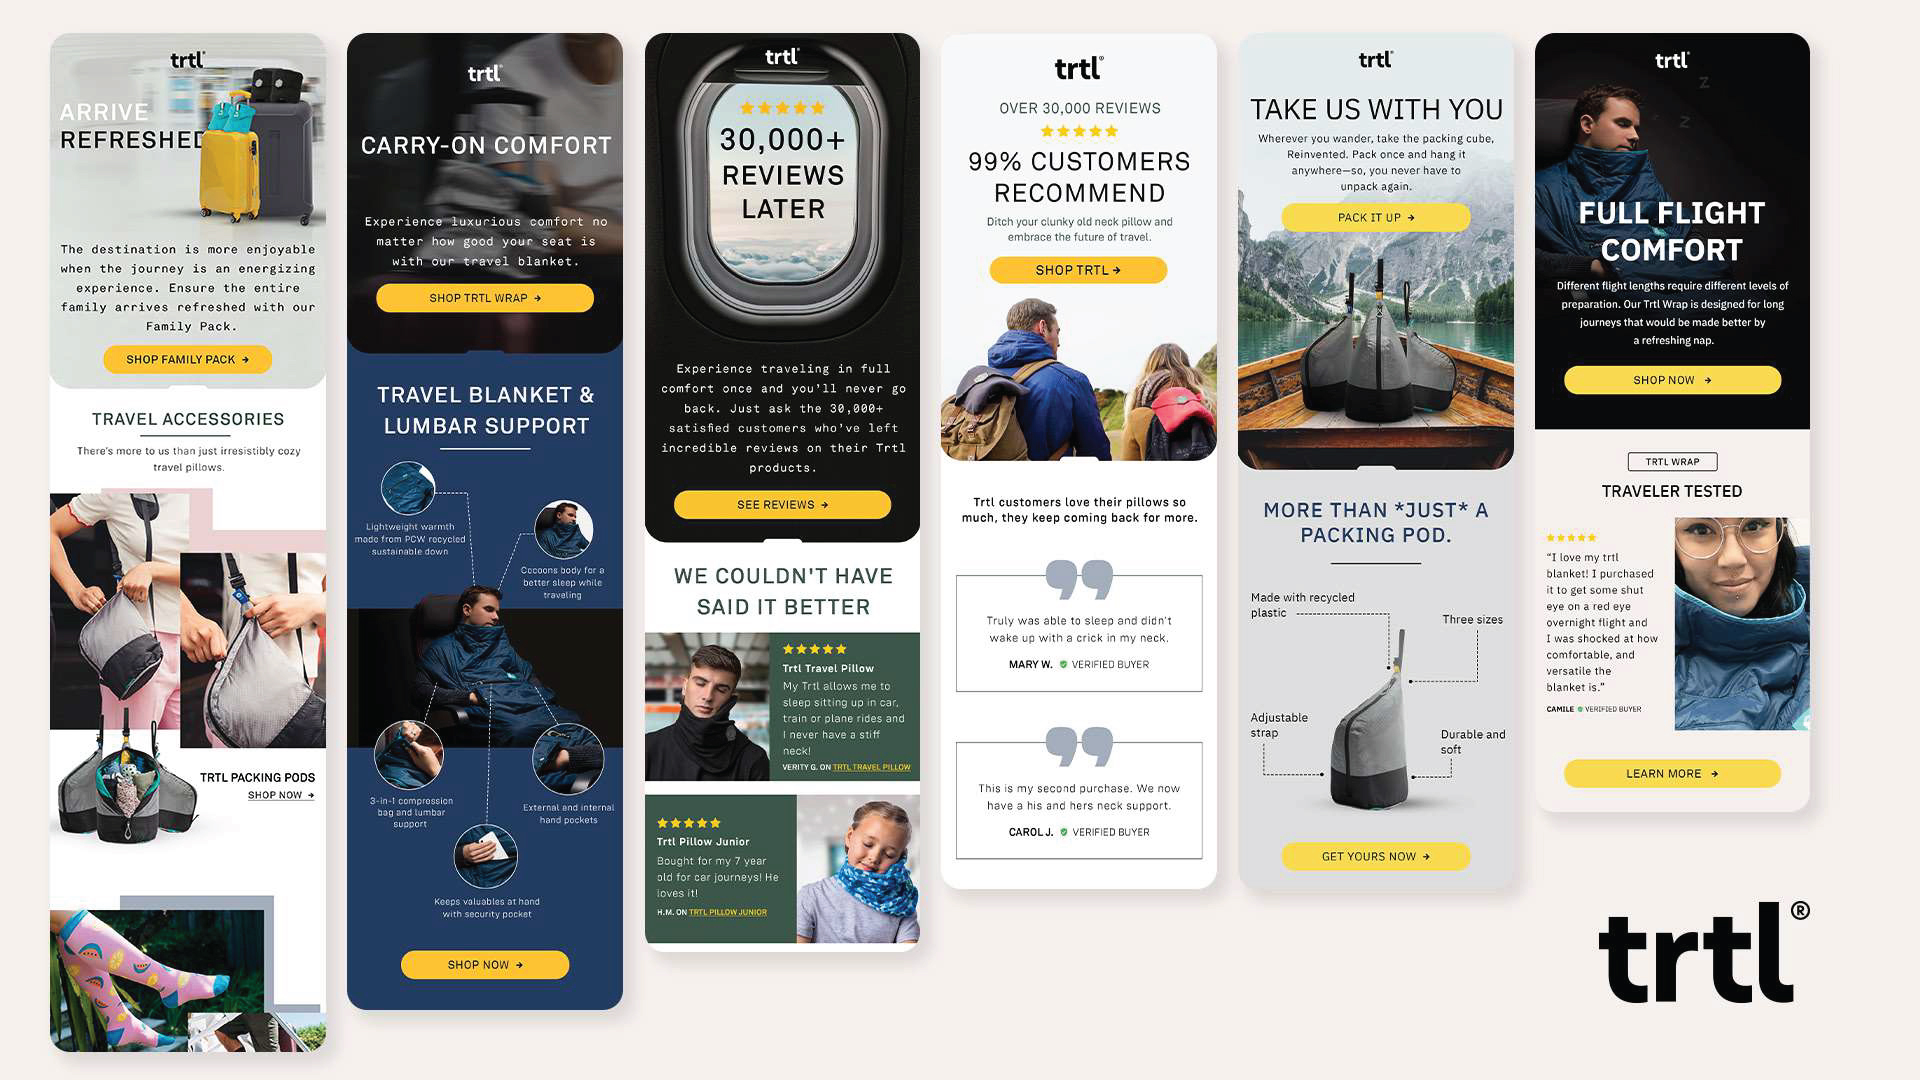 trtl®
ARRIVE
REFRESHED
The destination is more enjoyable
when the journey is an energizing
experience. Ensure the entire
family arrives refreshed with our
Family Pack.
SHOP FAMILY PACK →
TRAVEL ACCESSORIES
There's more to us than just irresistibly cozy
travel pillows.
TRTL PACKING PODS
SHOP NOW →
trtl®
CARRY-ON COMFORT
Experience luxurious comfort no
matter how good your seat is
with our travel blanket.
SHOP TRTL WRAP →
TRAVEL BLANKET &
LUMBAR SUPPORT
Lightweight warmth
made from PCW recycled
sustainable down
Cocoons body for a
better sleep while
traveling
3-in-1 compression
bag and lumbar
support
External and internal
hand pockets
Keeps valuables at hand
with security pocket
SHOP NOW →
trtl®
30,000+
REVIEWS
LATER
Experience traveling in full
comfort once and you'll never go
back. Just ask the 30,000+
satisfied customers who've left
incredible reviews on their Trtl
products.
SEE REVIEWS →
WE COULDN'T HAVE
SAID IT BETTER
Trtl Travel Pillow
My Trtl allows me to
sleep sitting up in car,
train or plane rides and
I never have a stiff
neck!
VERITY G. ON TRTL TRAVEL PILLOW
Trtl Pillow Junior
Bought for my 7 year
old for car journeys! He
loves it!
H.M. ON TRTL PILLOW JUNIOR
trtl®
OVER 30,000 REVIEWS
99% CUSTOMERS
RECOMMEND
Ditch your clunky old neck pillow and
embrace the future of travel.
SHOP TRTL →
Trtl customers love their pillows so
much, they keep coming back for more.
Truly was able to sleep and didn't
wake up with a crick in my neck.
MARY W. VERIFIED BUYER
This is my second purchase. We now
have a his and hers neck support.
CAROL J. VERIFIED BUYER
trtl®
TAKE US WITH YOU
Wherever you wander, take the packing cube,
Reinvented. Pack once and hang it
anywhere—so, you never have to
unpack again.
PACK IT UP →
MORE THAN *JUST* A
PACKING POD.
Made with recycled
plastic
Three sizes
Adjustable
strap
Durable and
soft
GET YOURS NOW →
trtl®
Z
Z
FULL FLIGHT
COMFORT
Different flight lengths require different levels of
preparation. Our Trtl Wrap is designed for long
journeys that would be made better by
a refreshing nap.
SHOP NOW →
TRTL WRAP
TRAVELER TESTED
"I love my trtl
blanket! I purchased
it to get some shut
eye on a red eye
overnight flight and
I was shocked at how
comfortable, and
versatile the
blanket is."
CAMILE VERIFIED BUYER
LEARN MORE →
trtl®